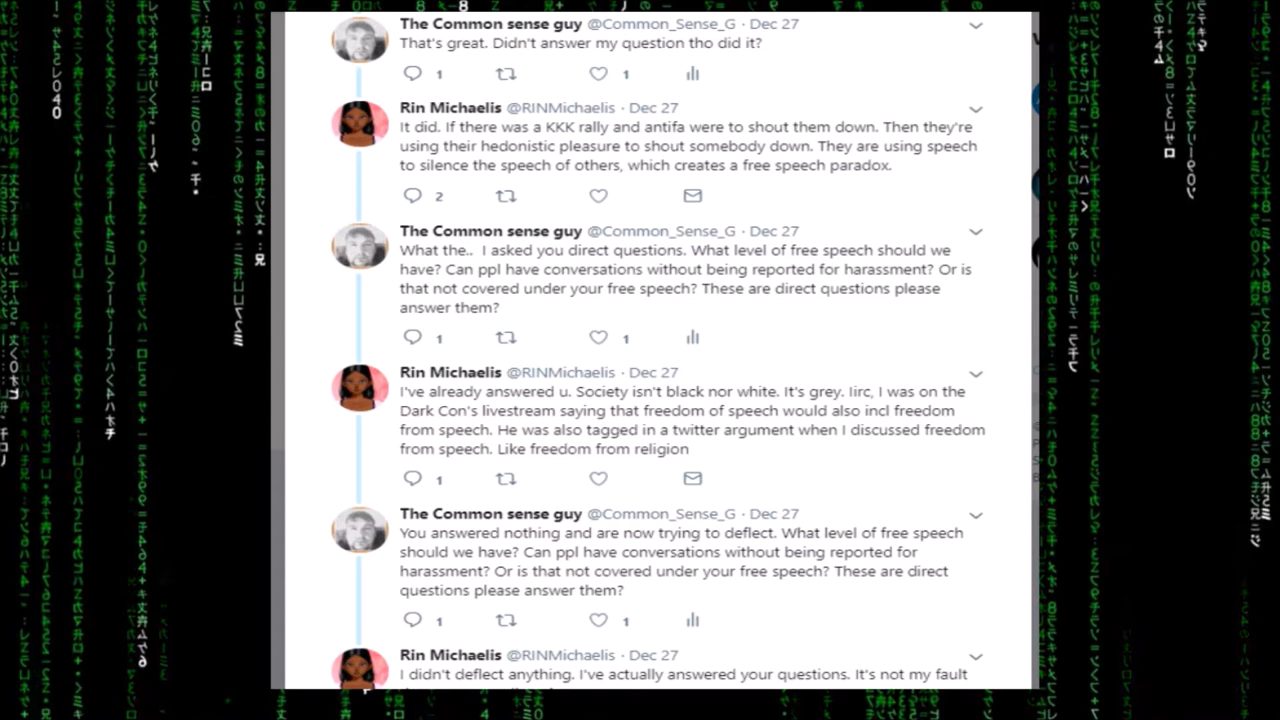 The Common sense guy @Common_Sense_G · Dec 27
That's great. Didn't answer my question tho did it?
1 1
Rin Michaelis @RINMichaelis · Dec 27
It did. If there was a KKK rally and antifa were to shout them down. Then they're
using their hedonistic pleasure to shout somebody down. They are using speech
to silence the speech of others, which creates a free speech paradox.
2
The Common sense guy @Common_Sense_G · Dec 27
What the.. I asked you direct questions. What level of free speech should we
have? Can ppl have conversations without being reported for harassment? Or is
that not covered under your free speech? These are direct questions please
answer them?
1 1
Rin Michaelis @RINMichaelis · Dec 27
I've already answered u. Society isn't black nor white. It's grey. Iirc, I was on the
Dark Con's livestream saying that freedom of speech would also incl freedom
from speech. He was also tagged in a twitter argument when I discussed freedom
from speech. Like freedom from religion
1
The Common sense guy @Common_Sense_G · Dec 27
You answered nothing and are now trying to deflect. What level of free speech
should we have? Can ppl have conversations without being reported for
harassment? Or is that not covered under your free speech? These are direct
questions please answer them?
1 1
Rin Michaelis @RINMichaelis · Dec 27
I didn't deflect anything. I've actually answered your questions. It's not my fault